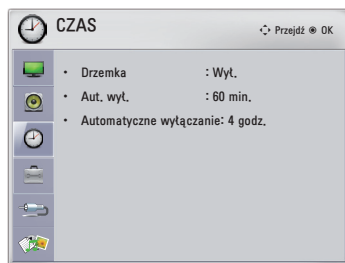 CZAS
Przejdź OK
• Drzemka : Wył.
• Aut. wył. : 60 min.
• Automatyczne wyłączanie: 4 godz.